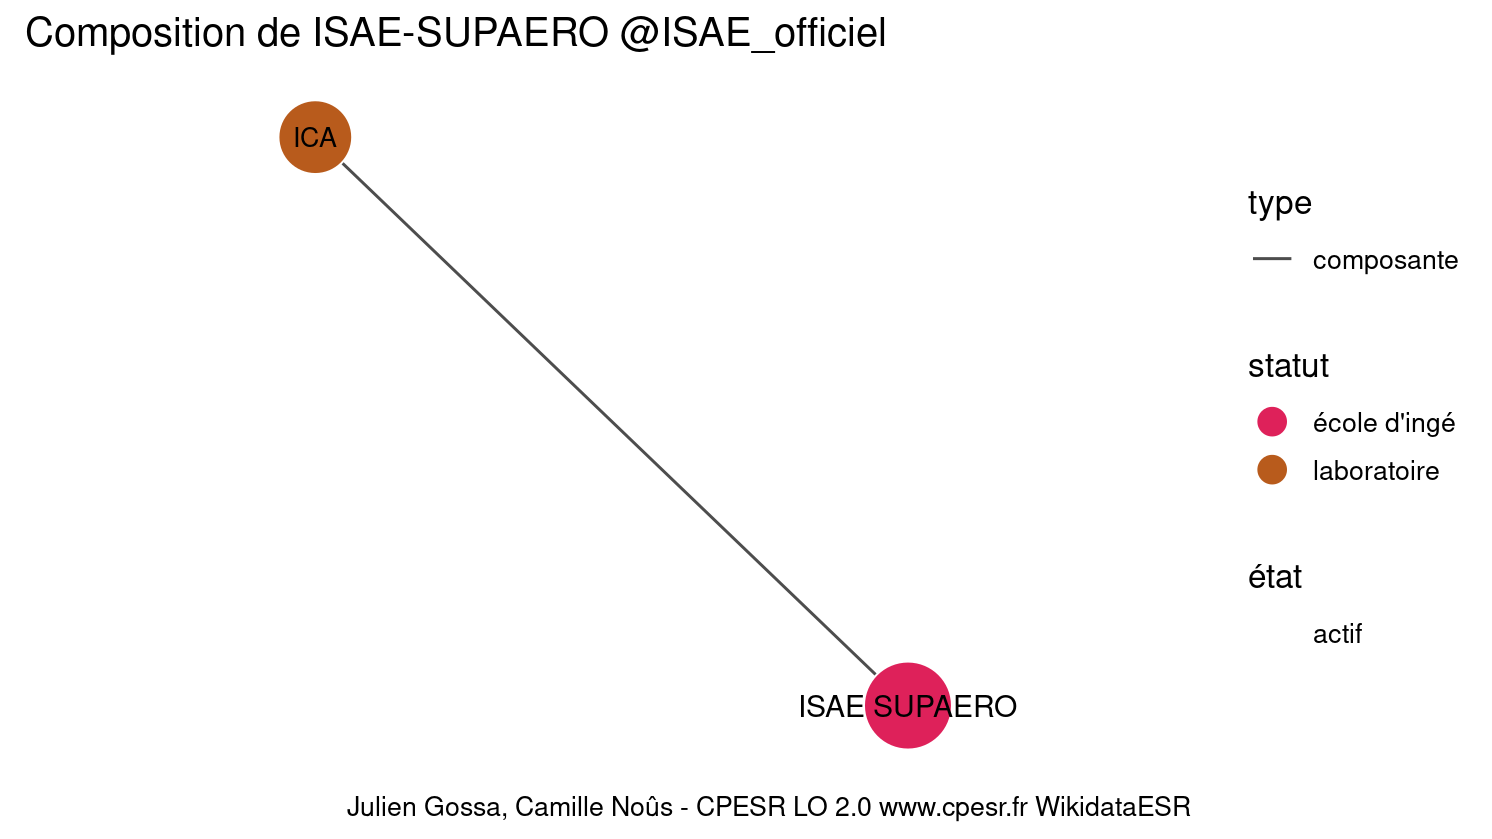 Composition de ISAE-SUPAERO @ISAE_officiel
ICA
type
composante
statut
école d'ingé
laboratoire
état
actif
ISAE SUPAERO
Julien Gossa, Camille Noûs - CPESR LO 2.0 www.cpesr.fr WikidataESR